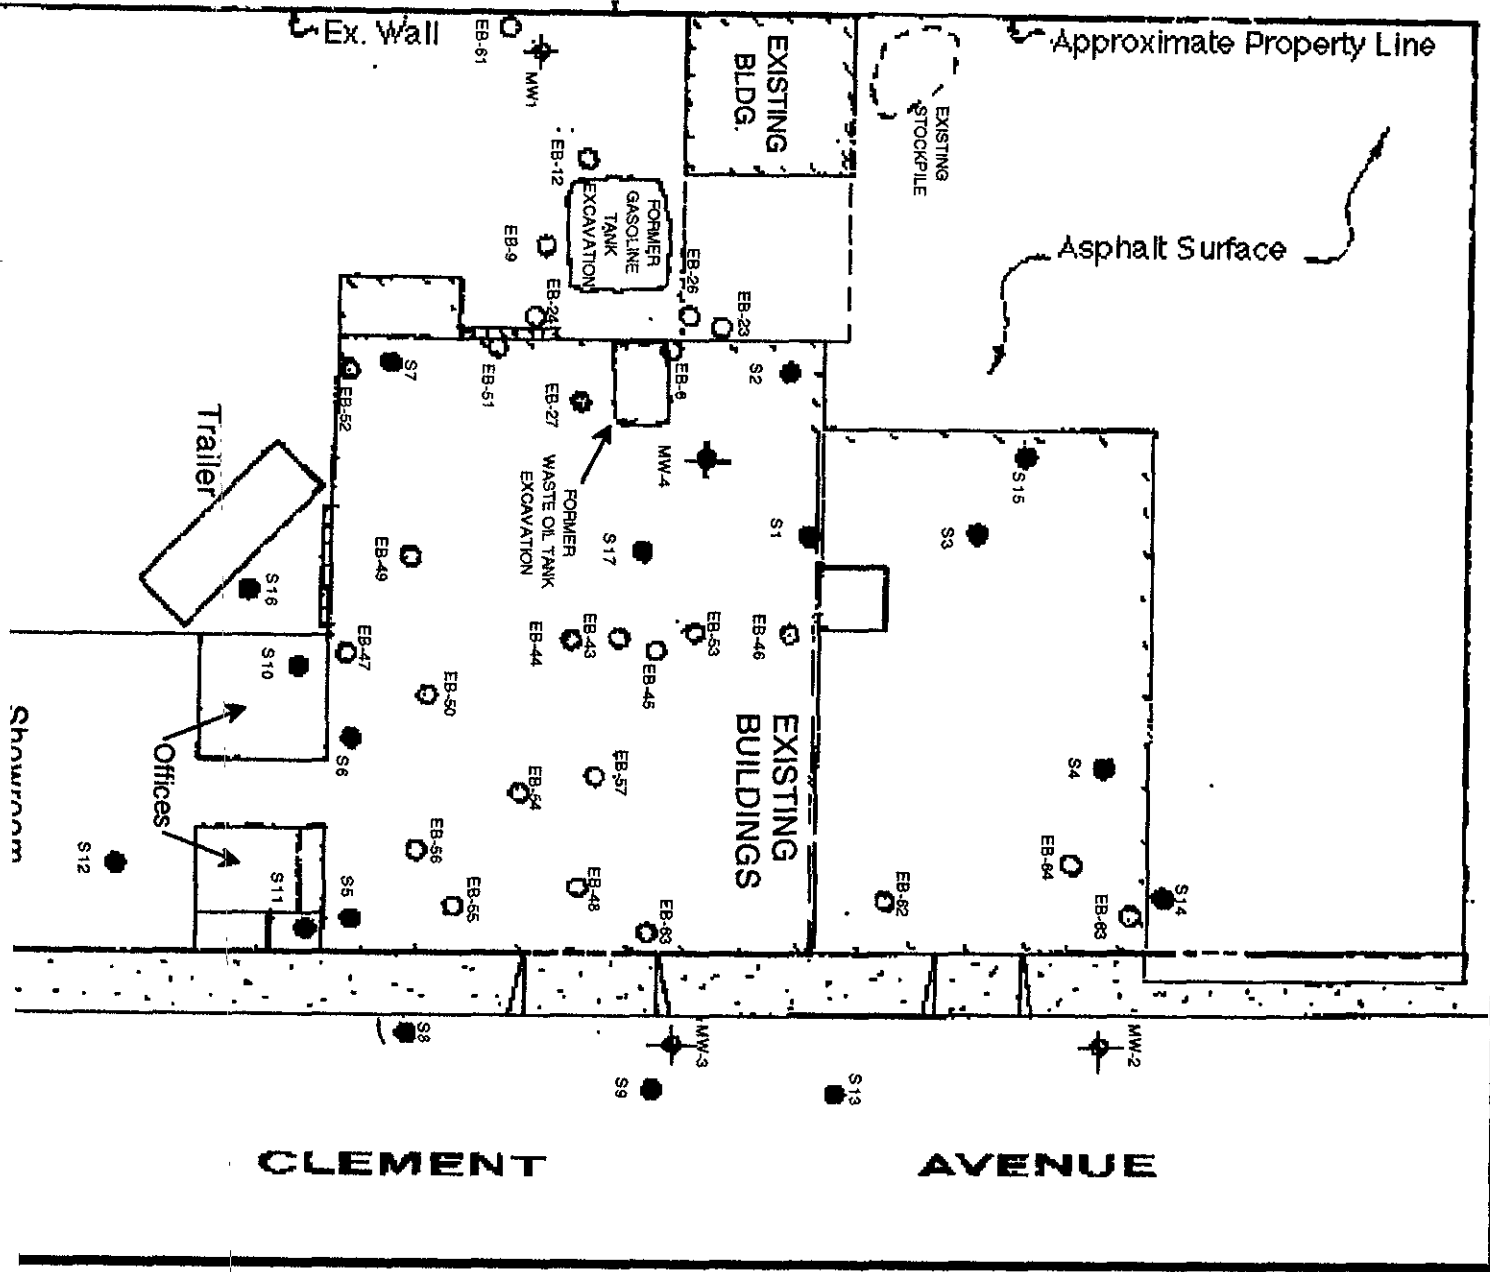 Ex. Wall
EB-61
MW1
EXISTING
BLDG.
EXISTING
STOCKPILE
Approximate Property Line
Asphalt Surface
EB-12
EB-9
FORMER
GASOLINE
TANK
EXCAVATION
EB-24
EB-26
EB-23
S7
EB-52
EB-51
EB-27
EB-6
S2
MW-4
FORMER
WASTE OIL TANK
EXCAVATION
Trailer
S15
S3
S1
S17
EB-49
S16
EB-47
S10
EB-44
EB-43
EB-45
EB-53
EB-46
EB-50
S6
EXISTING
BUILDINGS
Offices
EB-54
EB-57
S4
EB-56
EB-55
EB-48
EB-63
EB-62
EB-64
EB-63
S14
S12
S11
S5
S8
MW-3
MW-2
S9
S13
CLEMENT AVENUE